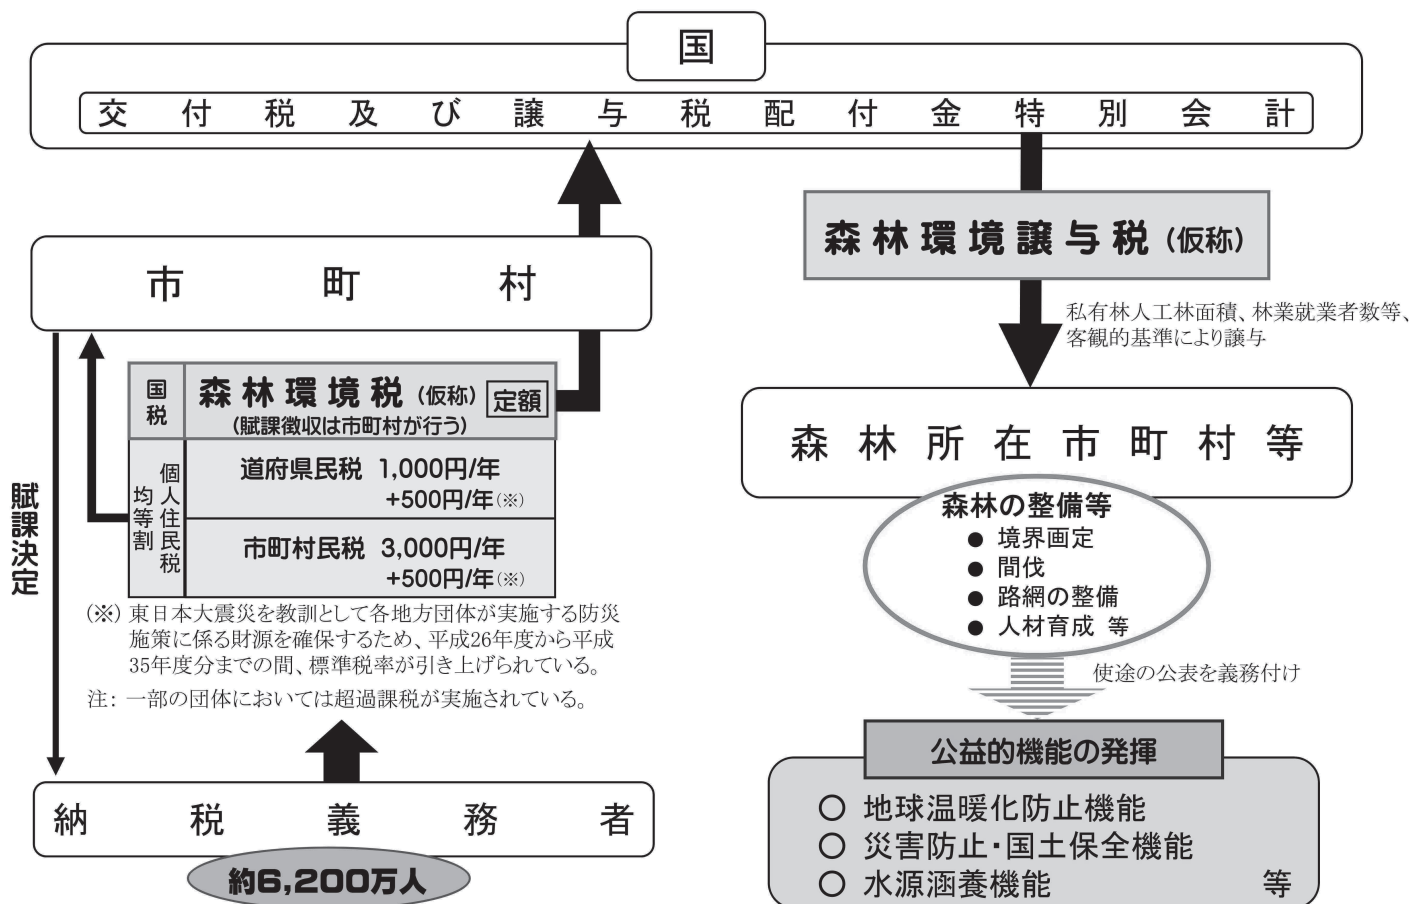 国
交付税及び譲与税配付金特別会計
市町村
国税
森林環境税(仮称) 定額
(賦課徴収は市町村が行う)
個人住民税
均等割
道府県民税 1,000円/年
+500円/年(※)
市町村民税 3,000円/年
+500円/年(※)
賦課決定
(※) 東日本大震災を教訓として各地方団体が実施する防災
施策に係る財源を確保するため、平成26年度から平成
35年度分までの間、標準税率が引き上げられている。
注: 一部の団体においては超過課税が実施されている。
納税義務者
約6,200万人
森林環境譲与税(仮称)
私有林人工林面積、林業就業者数等、
客観的基準により譲与
森林所在市町村等
森林の整備等
● 境界画定
● 間伐
● 路網の整備
● 人材育成 等
使途の公表を義務付け
公益的機能の発揮
○ 地球温暖化防止機能
○ 災害防止・国土保全機能
○ 水源涵養機能 等